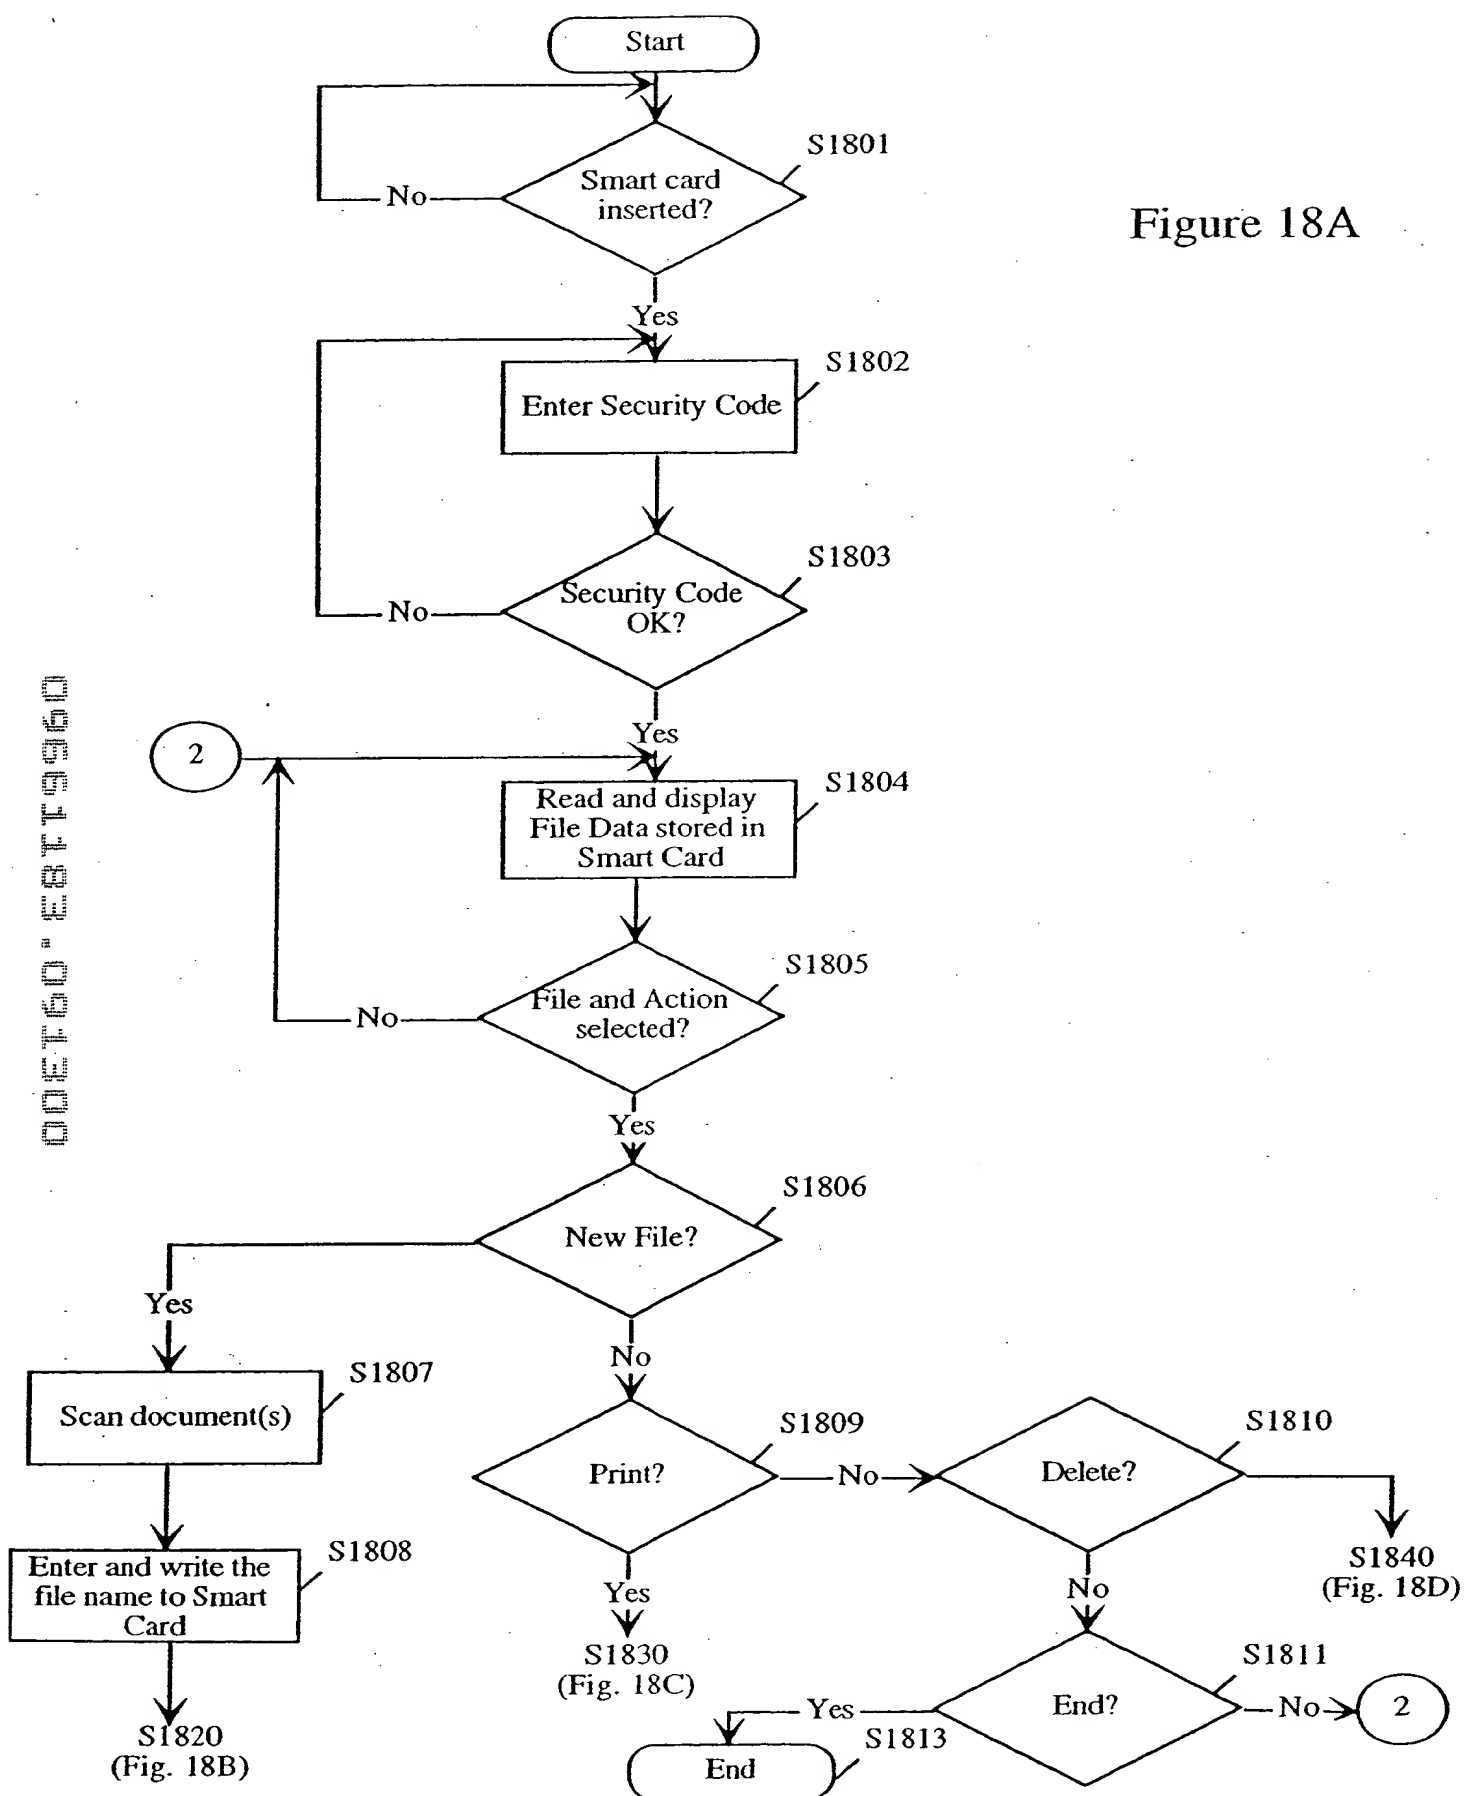 Start
S1801
Smart card
inserted?
No
Figure 18A
Yes
S1802
Enter Security Code
S1803
Security Code
OK?
No
Yes
2
S1804
Read and display
File Data stored in
Smart Card
S1805
File and Action
selected?
No
Yes
S1806
New File?
Yes
No
S1807
Scan document(s)
S1809
Print?
No
S1810
Delete?
S1808
Enter and write the
file name to Smart
Card
Yes
No
S1840
(Fig. 18D)
S1830
(Fig. 18C)
S1811
End?
Yes
No
2
S1820
(Fig. 18B)
S1813
End